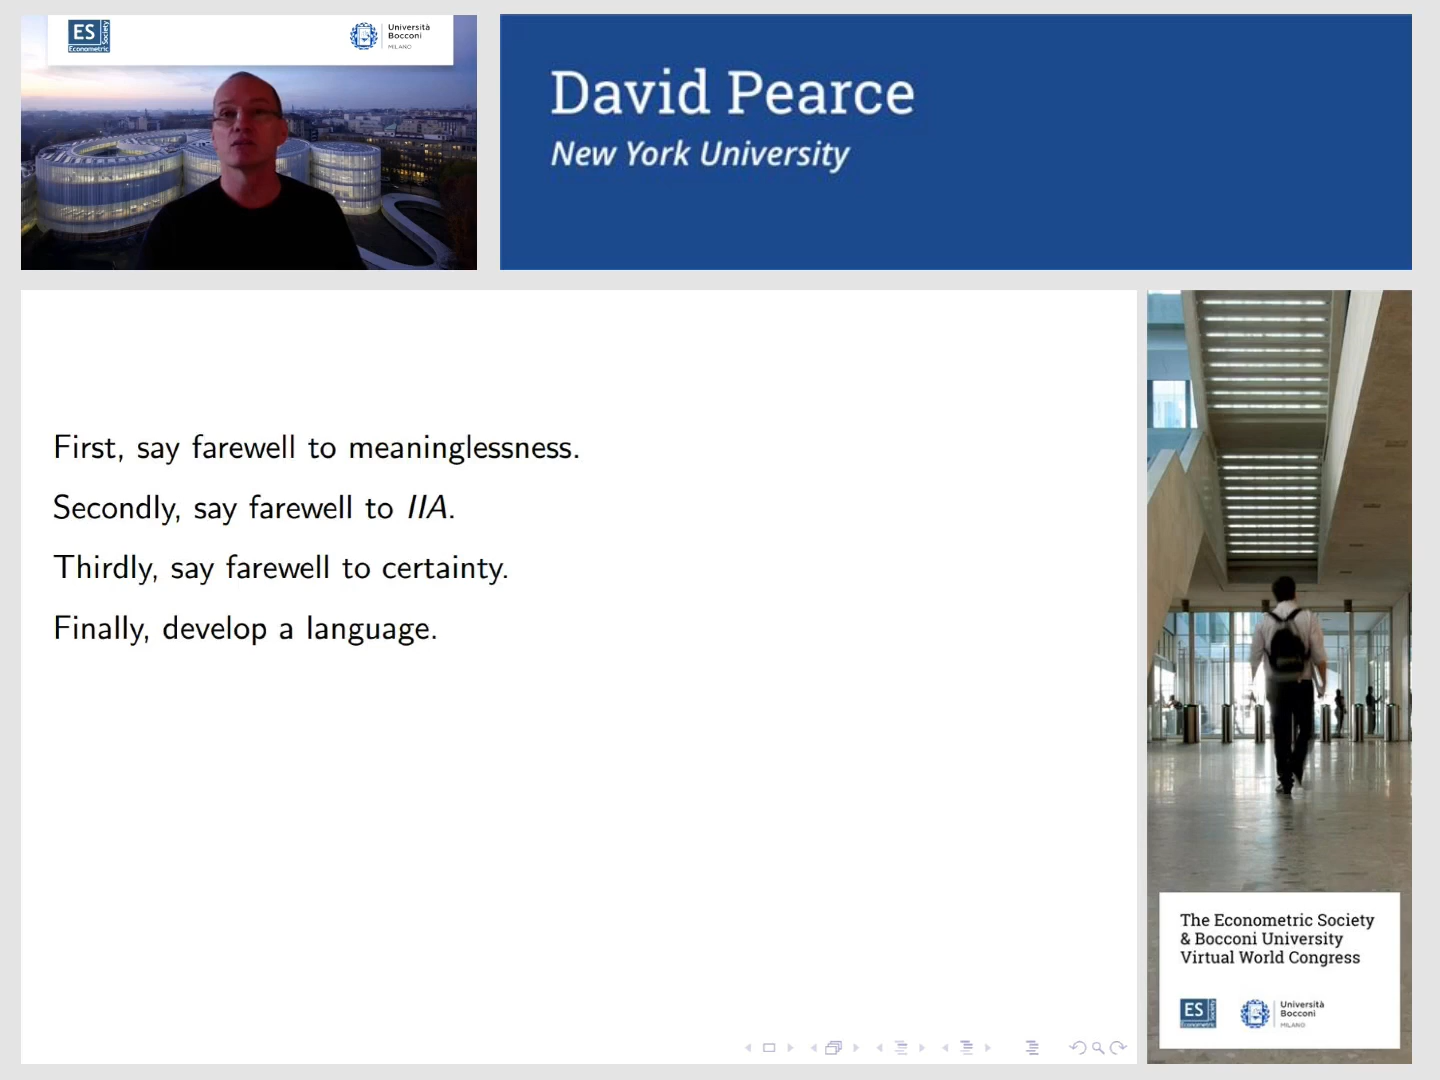 ES
Econometric
Society
Università
Bocconi
MILANO
David Pearce
New York University
First, say farewell to meaninglessness.
Secondly, say farewell to IIA.
Thirdly, say farewell to certainty.
Finally, develop a language.
The Econometric Society
& Bocconi University
Virtual World Congress
ES
Econometric
Society
Università
Bocconi
MILANO